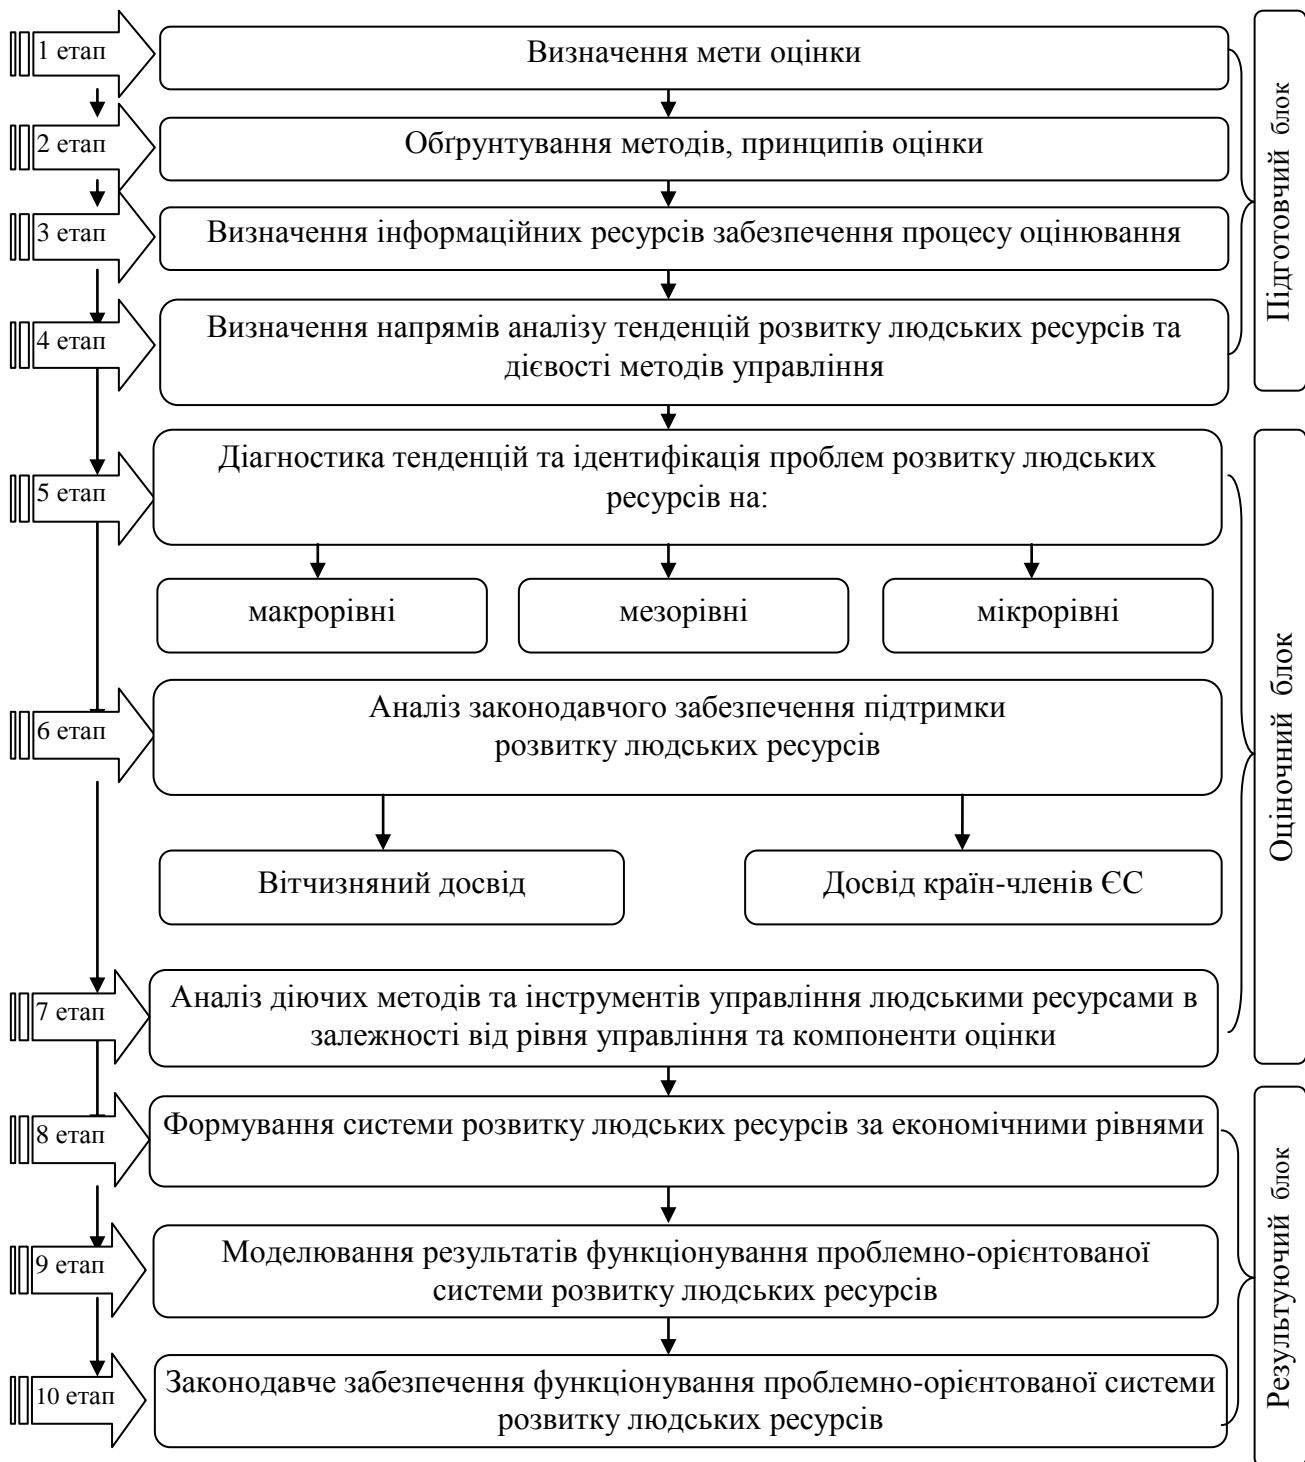 1 етап
Визначення мети оцінки
2 етап
Обґрунтування методів, принципів оцінки
3 етап
Визначення інформаційних ресурсів забезпечення процесу оцінювання
4 етап
Визначення напрямів аналізу тенденцій розвитку людських ресурсів та
дієвості методів управління
Підготовчий блок
5 етап
Діагностика тенденцій та ідентифікація проблем розвитку людських
ресурсів на:
макрорівні
мезорівні
мікрорівні
6 етап
Аналіз законодавчого забезпечення підтримки
розвитку людських ресурсів
Вітчизняний досвід
Досвід країн-членів ЄС
7 етап
Аналіз діючих методів та інструментів управління людськими ресурсами в
залежності від рівня управління та компоненти оцінки
Оціночний блок
8 етап
Формування системи розвитку людських ресурсів за економічними рівнями
9 етап
Моделювання результатів функціонування проблемно-орієнтованої
системи розвитку людських ресурсів
10 етап
Законодавче забезпечення функціонування проблемно-орієнтованої системи
розвитку людських ресурсів
Результуючий блок